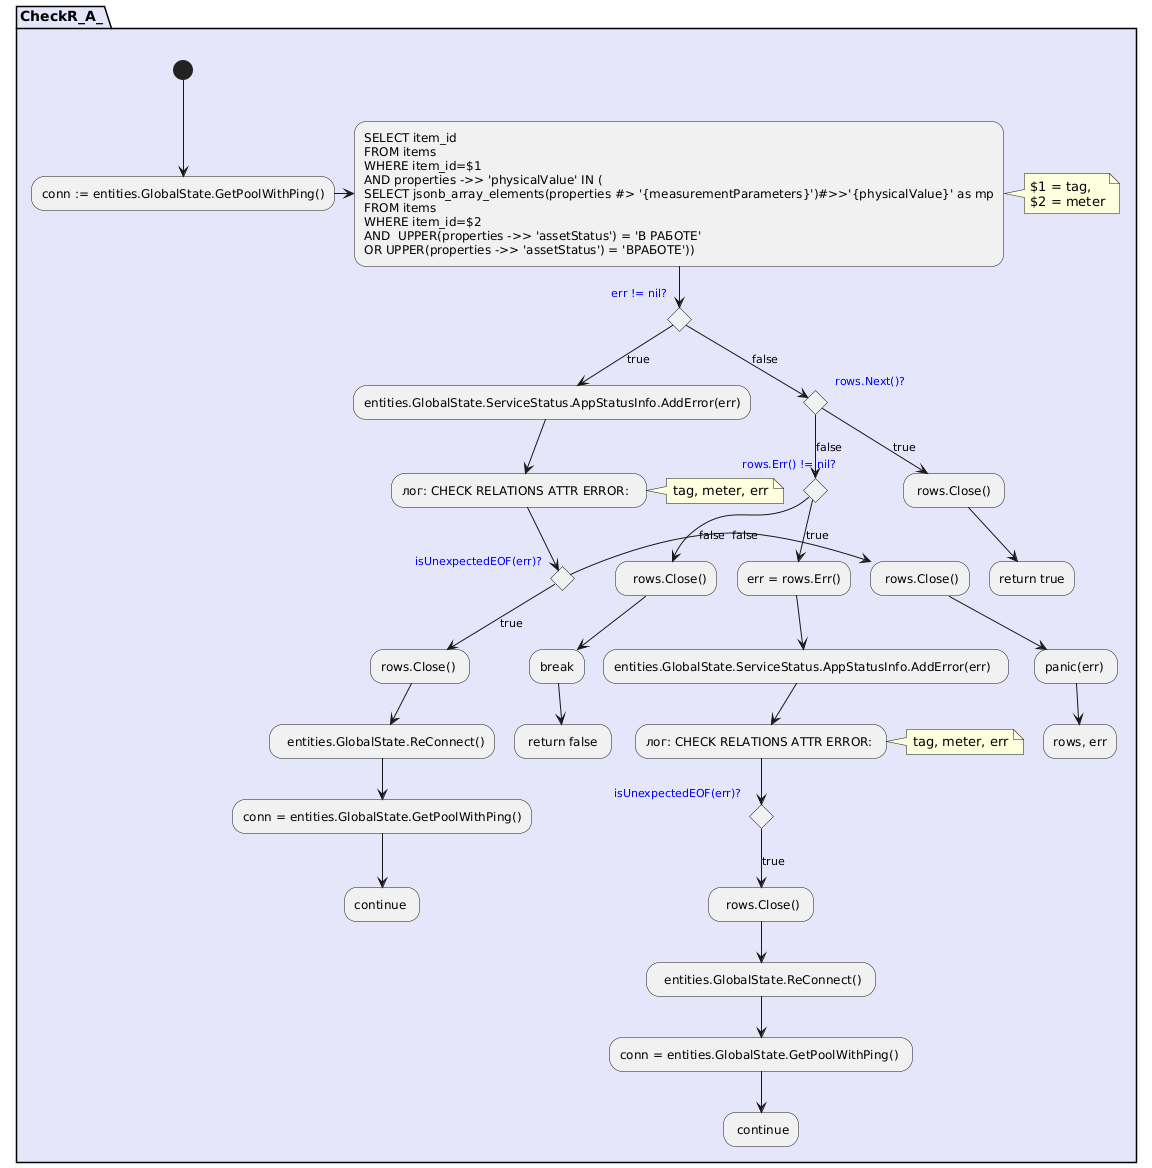 CheckR_A_
conn := entities.GlobalState.GetPoolWithPing()
SELECT item_id
FROM items
WHERE item_id=$1
AND properties ->> 'physicalValue' IN (
SELECT jsonb_array_elements(properties #> '{measurementParameters}')#>>'{physicalValue}' as mp
FROM items
WHERE item_id=$2
AND  UPPER(properties ->> 'assetStatus') = 'В РАБОТЕ'
OR UPPER(properties ->> 'assetStatus') = 'ВРАБОТЕ'))
$1 = tag,
$2 = meter
err != nil?
true
false
rows.Next()?
entities.GlobalState.ServiceStatus.AppStatusInfo.AddError(err)
false
true
rows.Err() != nil?
лог: CHECK RELATIONS ATTR ERROR:
tag, meter, err
rows.Close()
false
false
true
isUnexpectedEOF(err)?
rows.Close()
err = rows.Err()
rows.Close()
return true
true
rows.Close()
break
entities.GlobalState.ServiceStatus.AppStatusInfo.AddError(err)
panic(err)
entities.GlobalState.ReConnect()
return false
лог: CHECK RELATIONS ATTR ERROR:
tag, meter, err
rows, err
isUnexpectedEOF(err)?
conn = entities.GlobalState.GetPoolWithPing()
true
continue
rows.Close()
entities.GlobalState.ReConnect()
conn = entities.GlobalState.GetPoolWithPing()
continue